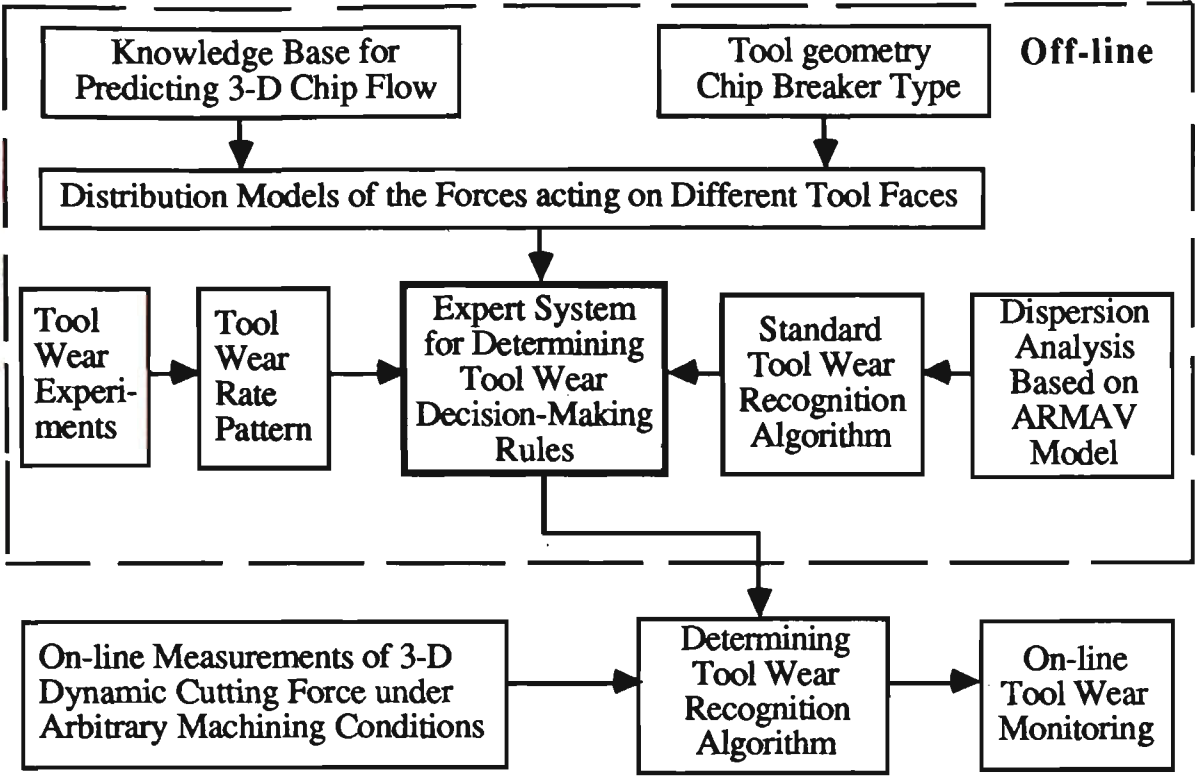 Knowledge Base for
Predicting 3-D Chip Flow
Tool geometry
Chip Breaker Type
Off-line
Distribution Models of the Forces acting on Different Tool Faces
Tool
Wear
Experi-
ments
Tool
Wear
Rate
Pattern
Expert System
for Determining
Tool Wear
Decision-Making
Rules
Standard
Tool Wear
Recognition
Algorithm
Dispersion
Analysis
Based on
ARMAV
Model
On-line Measurements of 3-D
Dynamic Cutting Force under
Arbitrary Machining Conditions
Determining
Tool Wear
Recognition
Algorithm
On-line
Tool Wear
Monitoring